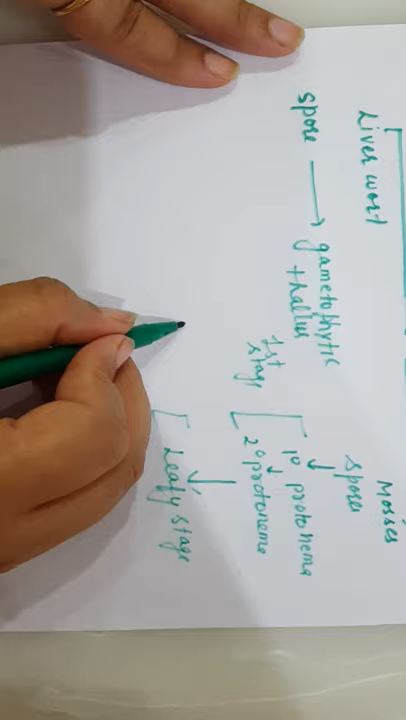 Liver wort
spore → gametophytic
thallus
Mosses
spore
↓
1° protonema
↓
2° protonema
1st
stage
↓
Leafy stage